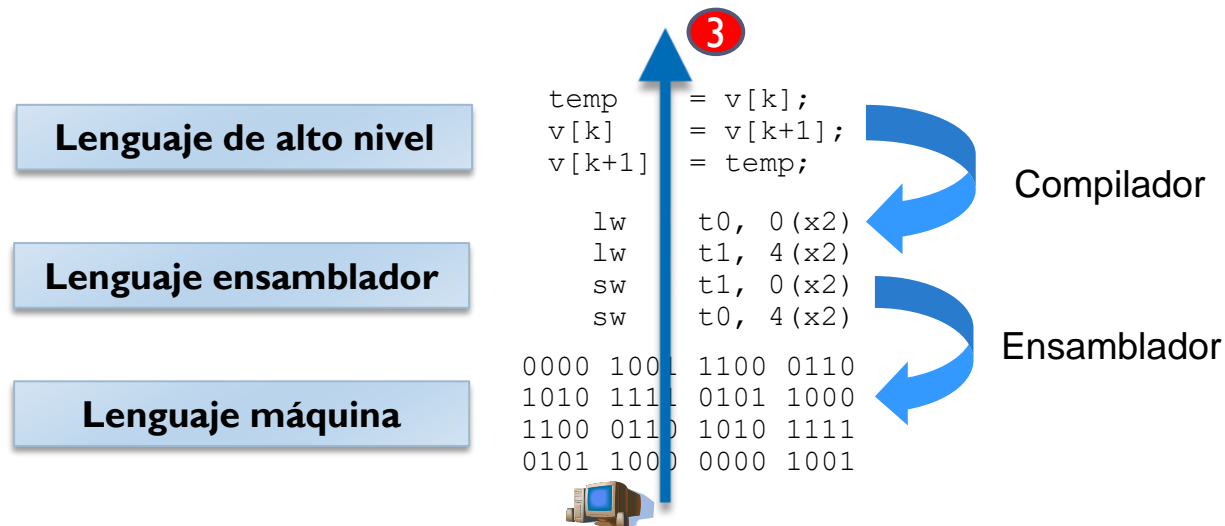 3
temp = v[k];
Lenguaje de alto nivel
v[k] = v[k+1];
v[k+1] = temp;
Compilador
lw t0, 0(x2)
lw t1, 4(x2)
Lenguaje ensamblador
sw t1, 0(x2)
sw t0, 4(x2)
Ensamblador
0000 1001 1100 0110
1010 1111 0101 1000
Lenguaje máquina
1100 0110 1010 1111
0101 1000 0000 1001